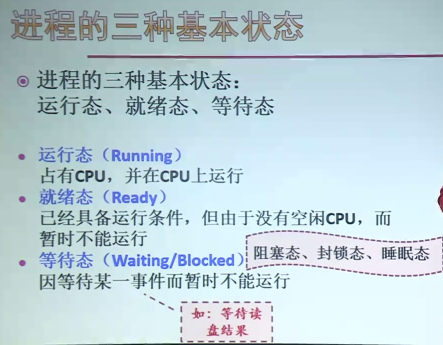 进程的三种基本状态
进程的三种基本状态：
运行态、就绪态、等待态
运行态（Running）
占有CPU，并在CPU上运行
就绪态（Ready）
已经具备运行条件，但由于没有空闲CPU，而
暂时不能运行
等待态（Waiting/Blocked）
阻塞态、封锁态、睡眠态
因等待某一事件而暂时不能运行
如：等待读
盘结果